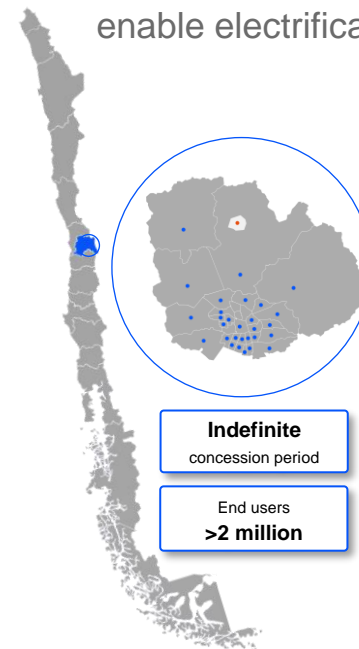 enable electrifica
Indefinite
concession period
End users
>2 million